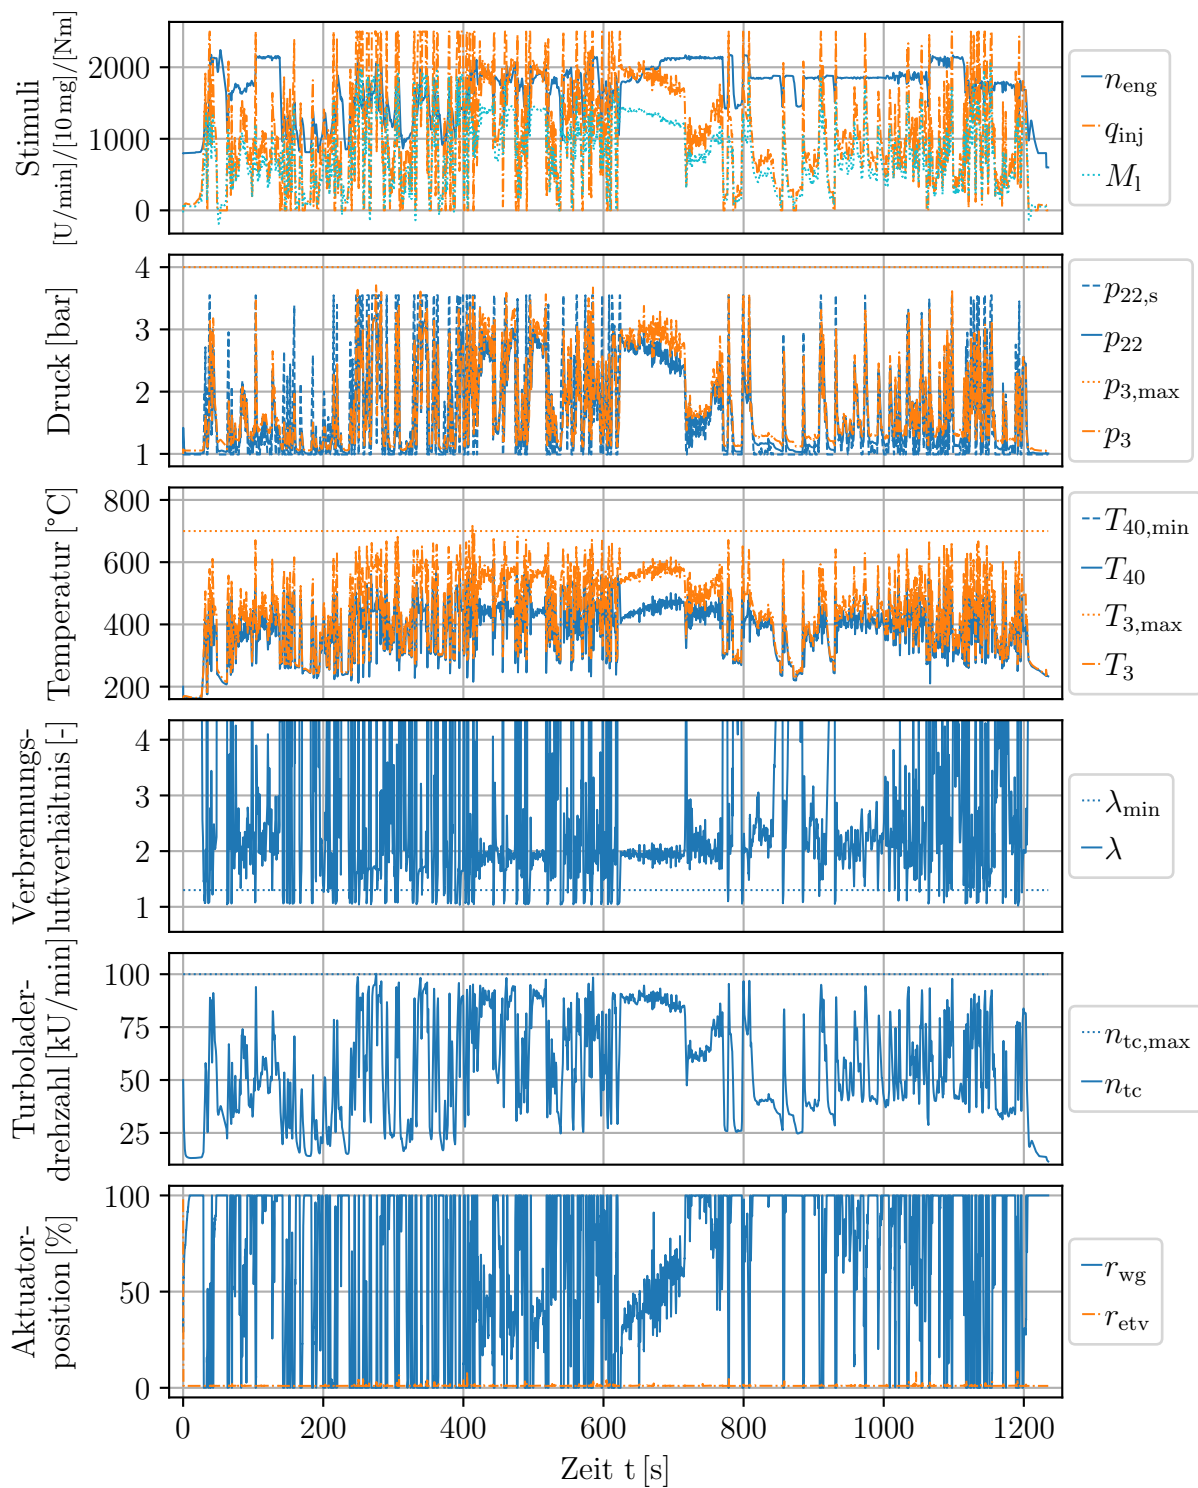 Stimuli
[U/min]/[10 mg]/[Nm]
2000
1000
0
n_eng
q_inj
M_l
Druck [bar]
4
3
2
1
p_22,s
p_22
p_3,max
p_3
Temperatur [°C]
800
600
400
200
T_40,min
T_40
T_3,max
T_3
Verbrennungs-
luftverhältnis [-]
4
3
2
1
λ_min
λ
Turbolader-
drehzahl [kU/min]
100
75
50
25
n_tc,max
n_tc
Aktuator-
position [%]
100
50
0
r_wg
r_etv
0 200 400 600 800 1000 1200
Zeit t [s]